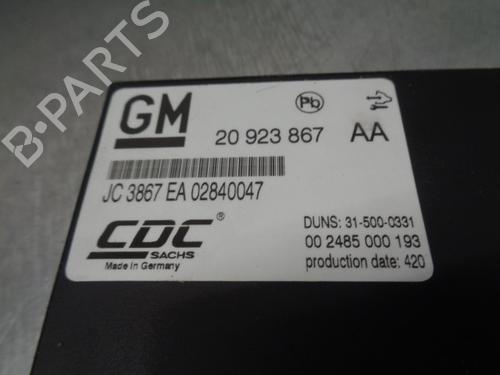 GM
Pb
20 923 867 AA
JC 3867 EA 02840047
CDC®
SACHS
Made in Germany
DUNS: 31-500-0331
00 2485 000 193
production date: 420
B-PARTS